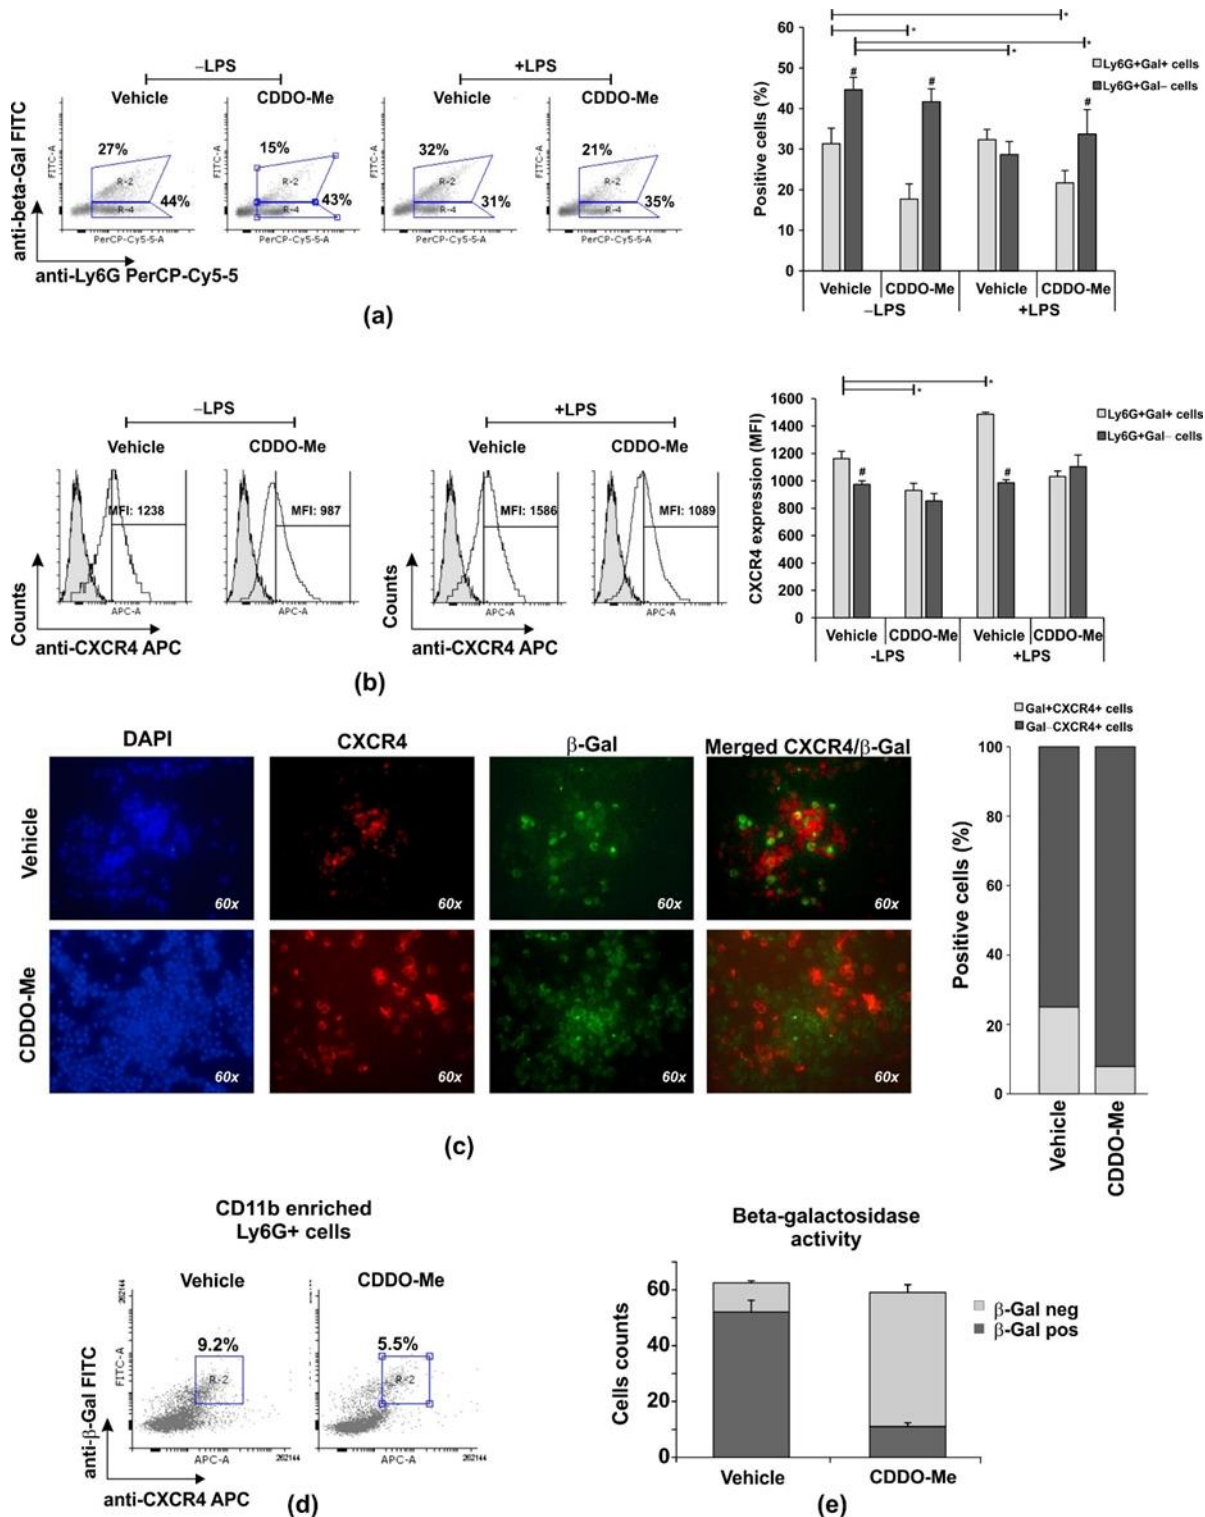 −LPS
+LPS
Vehicle
CDDO-Me
Vehicle
CDDO-Me
anti-beta-Gal FITC
FITC-A
27%
R-2
44%
R-4
PerCP-Cy5-5-A
FITC-A
15%
R-2
43%
R-4
PerCP-Cy5-5-A
FITC-A
32%
R-2
31%
R-4
PerCP-Cy5-5-A
FITC-A
21%
R-2
35%
R-4
PerCP-Cy5-5-A
anti-Ly6G PerCP-Cy5-5
*
*
*
*
Ly6G+Gal+ cells
Ly6G+Gal− cells
Positive cells (%)
60
50
40
30
20
10
0
#
#
#
Vehicle
CDDO-Me
Vehicle
CDDO-Me
−LPS
+LPS
(a)
−LPS
+LPS
Vehicle
CDDO-Me
Vehicle
CDDO-Me
Counts
MFI: 1238
APC-A
MFI: 987
APC-A
anti-CXCR4 APC
Counts
MFI: 1586
APC-A
MFI: 1089
APC-A
anti-CXCR4 APC
*
*
Ly6G+Gal+ cells
Ly6G+Gal− cells
CXCR4 expression (MFI)
1600
1400
1200
1000
800
600
400
200
0
#
#
Vehicle
CDDO-Me
Vehicle
CDDO-Me
-LPS
+LPS
(b)
DAPI
CXCR4
β-Gal
Merged CXCR4/β-Gal
Vehicle
60x
60x
60x
60x
CDDO-Me
60x
60x
60x
60x
Gal+CXCR4+ cells
Gal−CXCR4+ cells
Positive cells (%)
100
80
60
40
20
0
Vehicle
CDDO-Me
(c)
CD11b enriched
Ly6G+ cells
Vehicle
CDDO-Me
anti-β-Gal FITC
262144
FITC-A
9.2%
R-2
APC-A
262144
262144
FITC-A
5.5%
R-2
APC-A
262144
anti-CXCR4 APC
(d)
Beta-galactosidase
activity
Cells counts
60
40
20
0
Vehicle
CDDO-Me
β-Gal neg
β-Gal pos
(e)